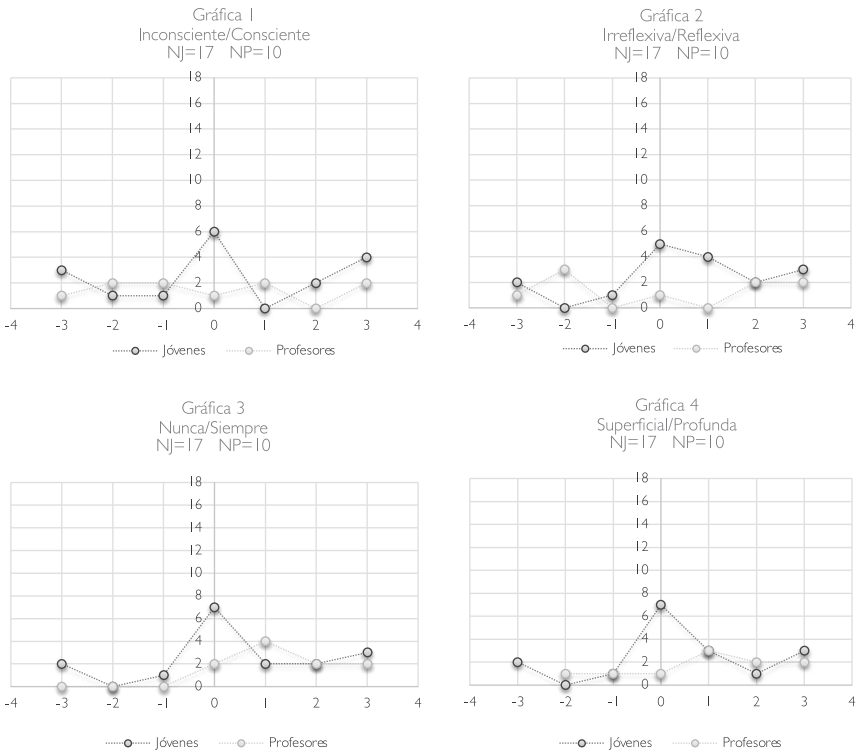 Gráfica 1
Inconsciente/Consciente
NJ=17 NP=10
18
16
14
12
10
8
6
4
2
0
-4 -3 -2 -1 0 1 2 3 4
Jóvenes Profesores
Gráfica 2
Irreflexiva/Reflexiva
NJ=17 NP=10
18
16
14
12
10
8
6
4
2
0
-4 -3 -2 -1 0 1 2 3 4
Jóvenes Profesores
Gráfica 3
Nunca/Siempre
NJ=17 NP=10
18
16
14
12
10
8
6
4
2
0
-4 -3 -2 -1 0 1 2 3 4
Jóvenes Profesores
Gráfica 4
Superficial/Profunda
NJ=17 NP=10
18
16
14
12
10
8
6
4
2
0
-4 -3 -2 -1 0 1 2 3 4
Jóvenes Profesores